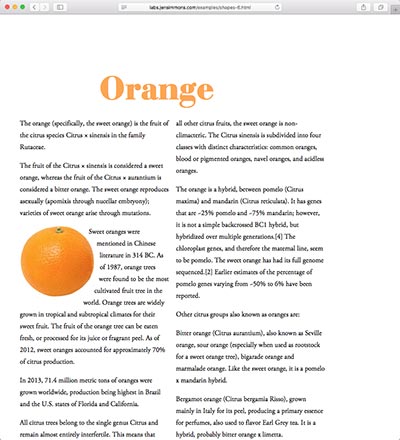 labs.jensimmons.com/examples/shapes-6.html
Orange
The orange (specifically, the sweet orange) is the fruit of
the citrus species Citrus × sinensis in the family
Rutaceae.
The fruit of the Citrus × sinensis is considered a sweet
orange, whereas the fruit of the Citrus × aurantium is
considered a bitter orange. The sweet orange reproduces
asexually (apomixis through nucellar embryony);
varieties of sweet orange arise through mutations.
Sweet oranges were
mentioned in Chinese
literature in 314 BC. As
of 1987, orange trees
were found to be the most
cultivated fruit tree in the
world. Orange trees are widely
grown in tropical and subtropical climates for their
sweet fruit. The fruit of the orange tree can be eaten
fresh, or processed for its juice or fragrant peel. As of
2012, sweet oranges accounted for approximately 70%
of citrus production.
In 2013, 71.4 million metric tons of oranges were
grown worldwide, production being highest in Brazil
and the U.S. states of Florida and California.
All citrus trees belong to the single genus Citrus and
remain almost entirely interfertile. This means that
all other citrus fruits, the sweet orange is non-
climacteric. The Citrus sinensis is subdivided into four
classes with distinct characteristics: common oranges,
blood or pigmented oranges, navel oranges, and acidless
oranges.
The orange is a hybrid, between pomelo (Citrus
maxima) and mandarin (Citrus reticulata). It has genes
that are ~25% pomelo and ~75% mandarin; however,
it is not a simple backcrossed BC1 hybrid, but
hybridized over multiple generations.[4] The
chloroplast genes, and therefore the maternal line, seem
to be pomelo. The sweet orange has had its full genome
sequenced.[2] Earlier estimates of the percentage of
pomelo genes varying from ~50% to 6% have been
reported.
Other citrus groups also known as oranges are:
Bitter orange (Citrus aurantium), also known as Seville
orange, sour orange (especially when used as rootstock
for a sweet orange tree), bigarade orange and
marmalade orange. Like the sweet orange, it is a pomelo
x mandarin hybrid.
Bergamot orange (Citrus bergamia Risso), grown
mainly in Italy for its peel, producing a primary essence
for perfumes, also used to flavor Earl Grey tea. It is a
hybrid, probably bitter orange x limetta.